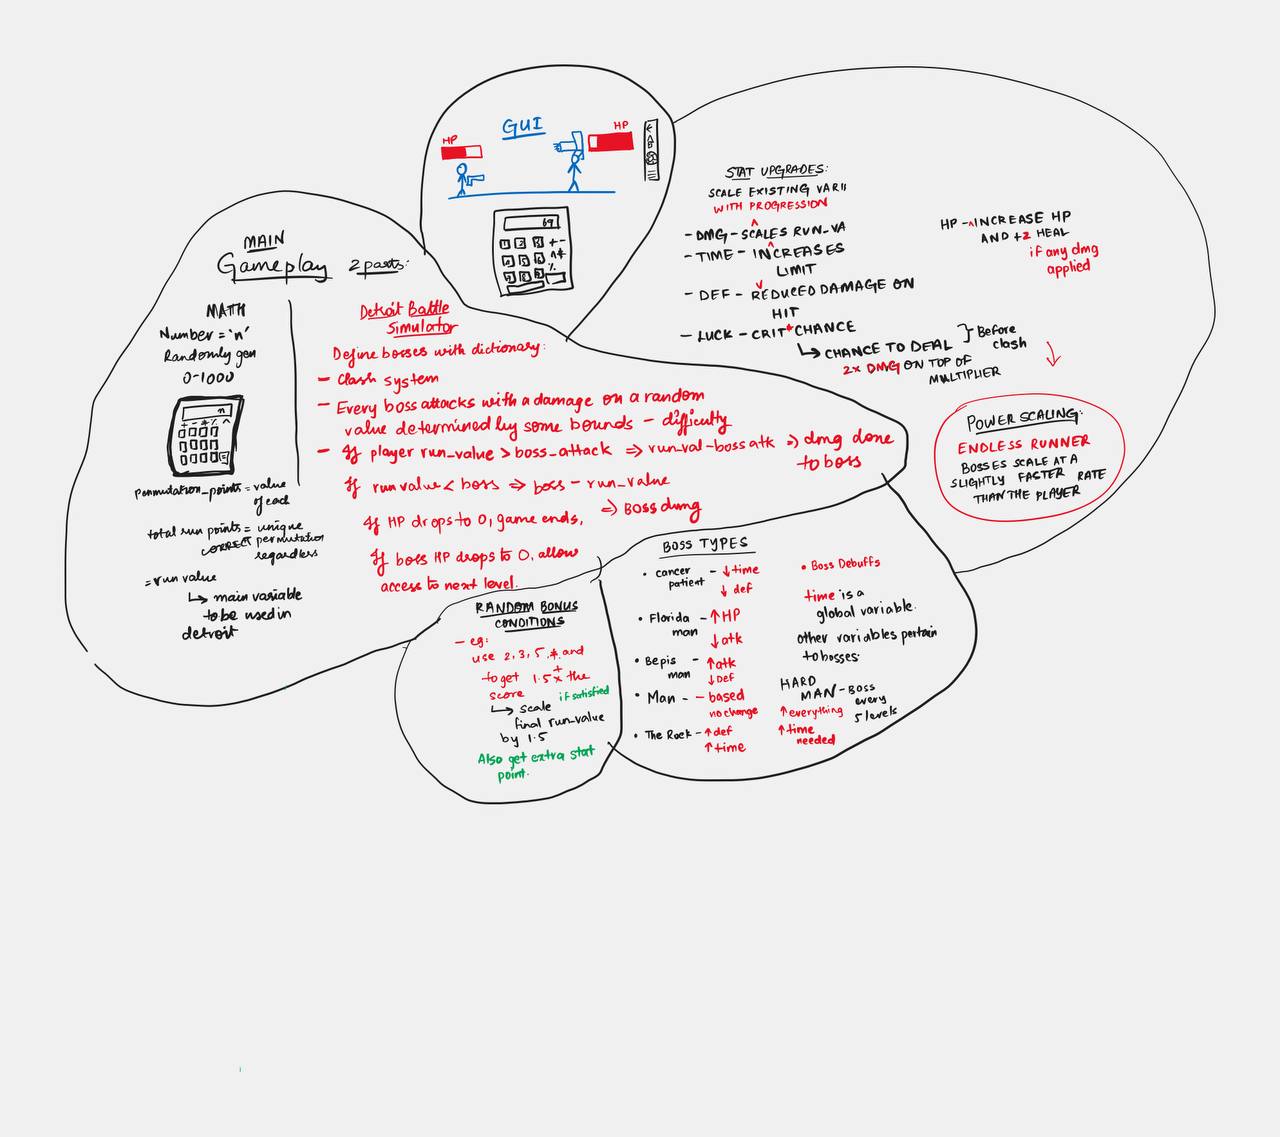 GUI
HP
HP
69
1 2 3 + -
MAIN
Gameplay 2 parts:
MATH
Number = 'n'
Randomly gen
0-1000
n
permutation_points = value
of each
total run points = unique
CORRECT permutation
regardless
= run value
↳ main variable
to be used in
detroit
Detroit Battle
Simulator
Define bosses with dictionary:
- Clash system
- Every boss attacks with a damage on a random
value determined by some bounds - difficulty
- If player run_value > boss_attack ⇒ run_val - boss atk ⇒ dmg done
to boss
If run value < boss ⇒ boss - run_value
⇒ Boss dmg
If HP drops to 0, game ends,
If boss HP drops to 0, allow
access to next level.
STAT UPGRADES:
SCALE EXISTING VAR
WITH PROGRESSION
- DMG - SCALES RUN_VA
- TIME - INCREASES
LIMIT
- DEF - REDUCED DAMAGE ON
HIT
- LUCK - CRIT * CHANCE
↳ CHANCE TO DEAL } Before
clash
2x DMG ON TOP OF
MULTIPLIER
HP - INCREASE HP
AND +2 HEAL
if any dmg
applied
POWER SCALING:
ENDLESS RUNNER
BOSSES SCALE AT A
SLIGHTLY FASTER RATE
THAN THE PLAYER
RANDOM BONUS
CONDITIONS
- eg:
use 2, 3, 5, * and +
to get 1.5x the
score if satisfied
↳ scale
final run_value
by 1.5
Also get extra stat
point.
BOSS TYPES
• cancer patient - ↓ time
↓ def
• Florida man - ↑ HP
↓ atk
• Bepis man - ↑ atk
↓ Def
• Man - - based
no change
• The Rock - ↑ def
↑ time
• Boss Debuffs
time is a
global variable.
other variables pertain
to bosses.
HARD
MAN - BOSS
every
5 levels
↑ everything
↑ time
needed